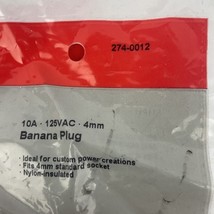 274-0012
10A · 125VAC · 4mm
Banana Plug
· Ideal for custom power creations
· Fits 4mm standard socket
· Nylon-insulated